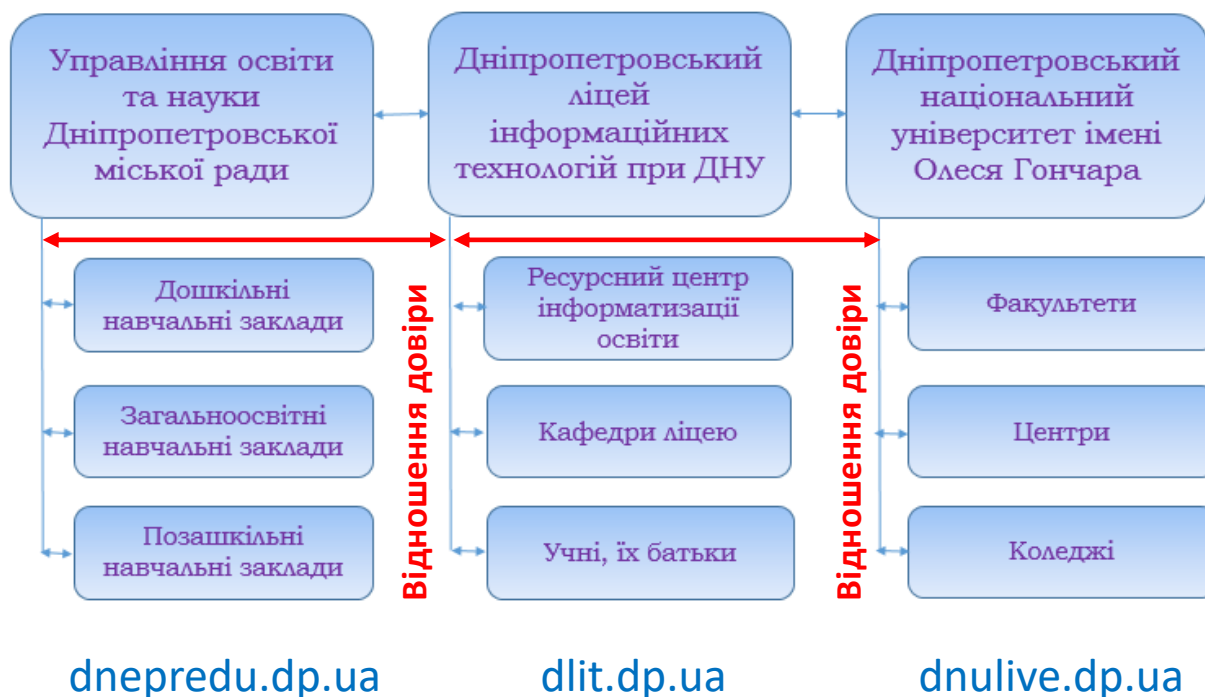 Управління освіти
та науки
Дніпропетровської
міської ради
Дніпропетровський
ліцей
інформаційних
технологій при ДНУ
Дніпропетровський
національний
університет імені
Олеся Гончара
Дошкільні
навчальні заклади
Загальноосвітні
навчальні заклади
Позашкільні
навчальні заклади
Відношення довіри
Ресурсний центр
інформатизації
освіти
Кафедри ліцею
Учні, їх батьки
Відношення довіри
Факультети
Центри
Коледжі
dnepredu.dp.ua
dlit.dp.ua
dnulive.dp.ua